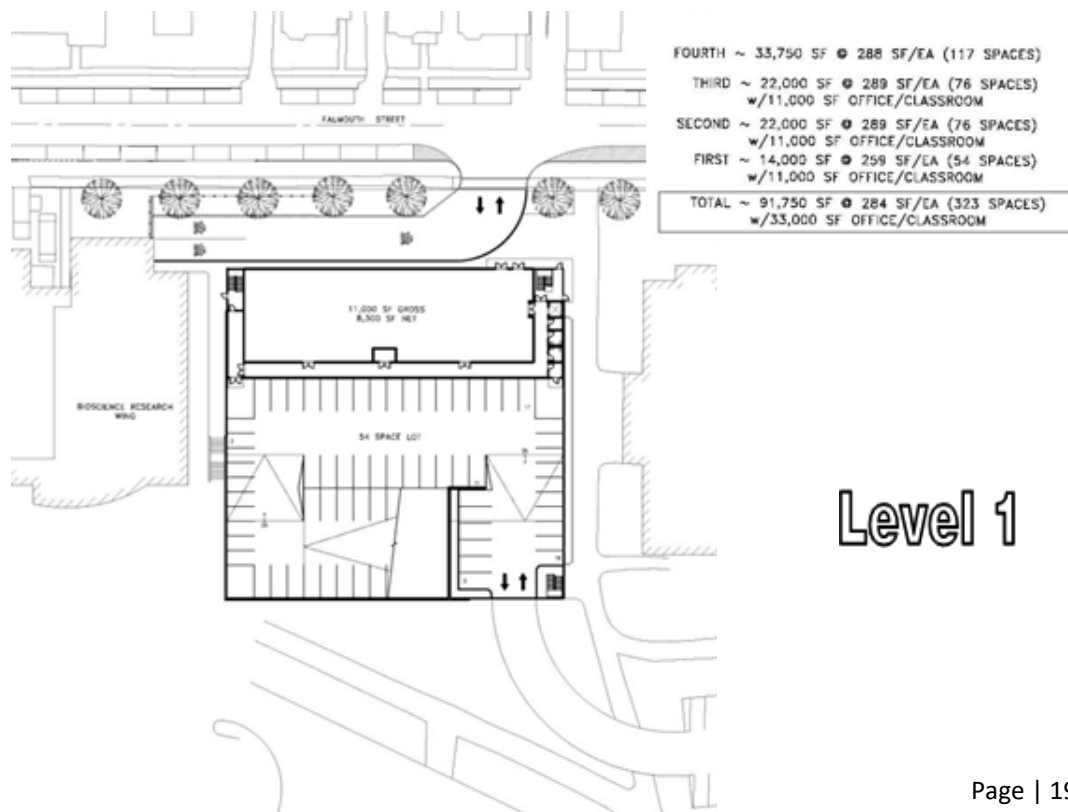 FOURTH ~ 33,750 SF @ 288 SF/EA (117 SPACES)
THIRD ~ 22,000 SF @ 289 SF/EA (76 SPACES)
w/11,000 SF OFFICE/CLASSROOM
SECOND ~ 22,000 SF @ 289 SF/EA (76 SPACES)
w/11,000 SF OFFICE/CLASSROOM
FIRST ~ 14,000 SF @ 259 SF/EA (54 SPACES)
w/11,000 SF OFFICE/CLASSROOM
TOTAL ~ 91,750 SF @ 284 SF/EA (323 SPACES)
w/33,000 SF OFFICE/CLASSROOM
FALMOUTH STREET
11,000 SF GROSS
8,300 SF NET
BIOSCIENCE RESEARCH
WING
17
54 SPACE LOT
Level 1
Page | 19